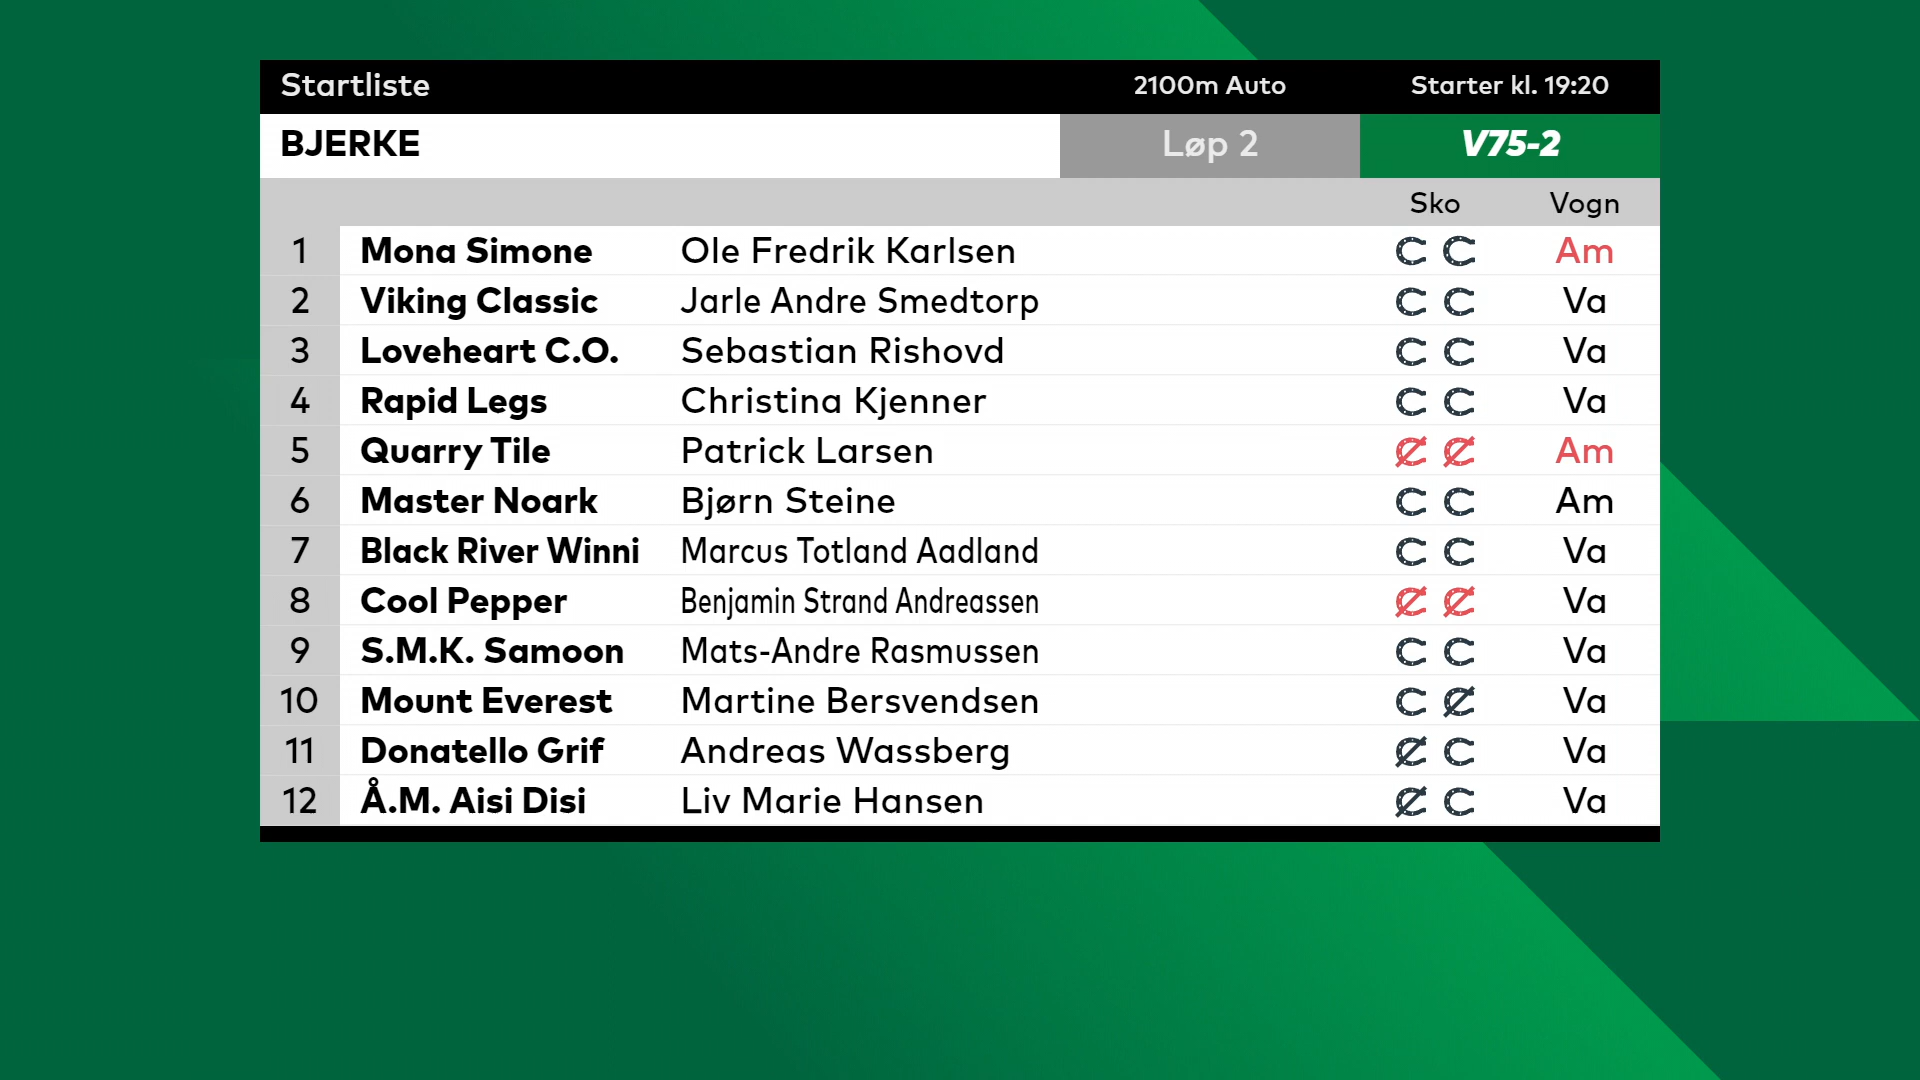 Startliste 2100m Auto Starter kl. 19:20
BJERKE Løp 2 V75-2
Sko Vogn
1 Mona Simone Ole Fredrik Karlsen Am
2 Viking Classic Jarle Andre Smedtorp Va
3 Loveheart C.O. Sebastian Rishovd Va
4 Rapid Legs Christina Kjenner Va
5 Quarry Tile Patrick Larsen Am
6 Master Noark Bjørn Steine Am
7 Black River Winni Marcus Totland Aadland Va
8 Cool Pepper Benjamin Strand Andreassen Va
9 S.M.K. Samoon Mats-Andre Rasmussen Va
10 Mount Everest Martine Bersvendsen Va
11 Donatello Grif Andreas Wassberg Va
12 Å.M. Aisi Disi Liv Marie Hansen Va